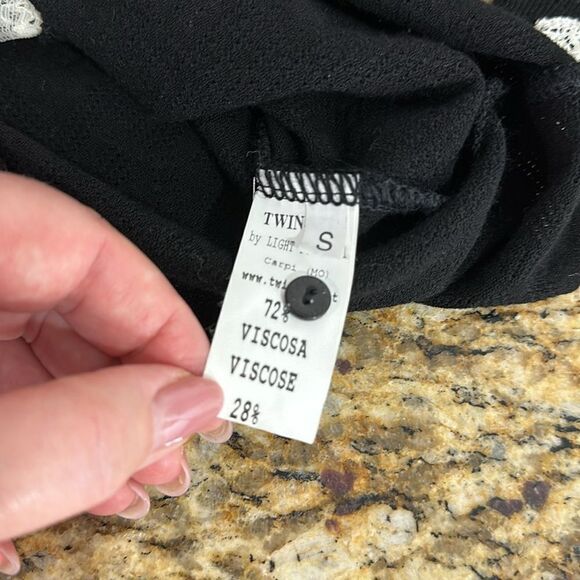 TWIN S
by LIGHT
Carpi (MO)
www.twi t
72%
VISCOSA
VISCOSE
28%